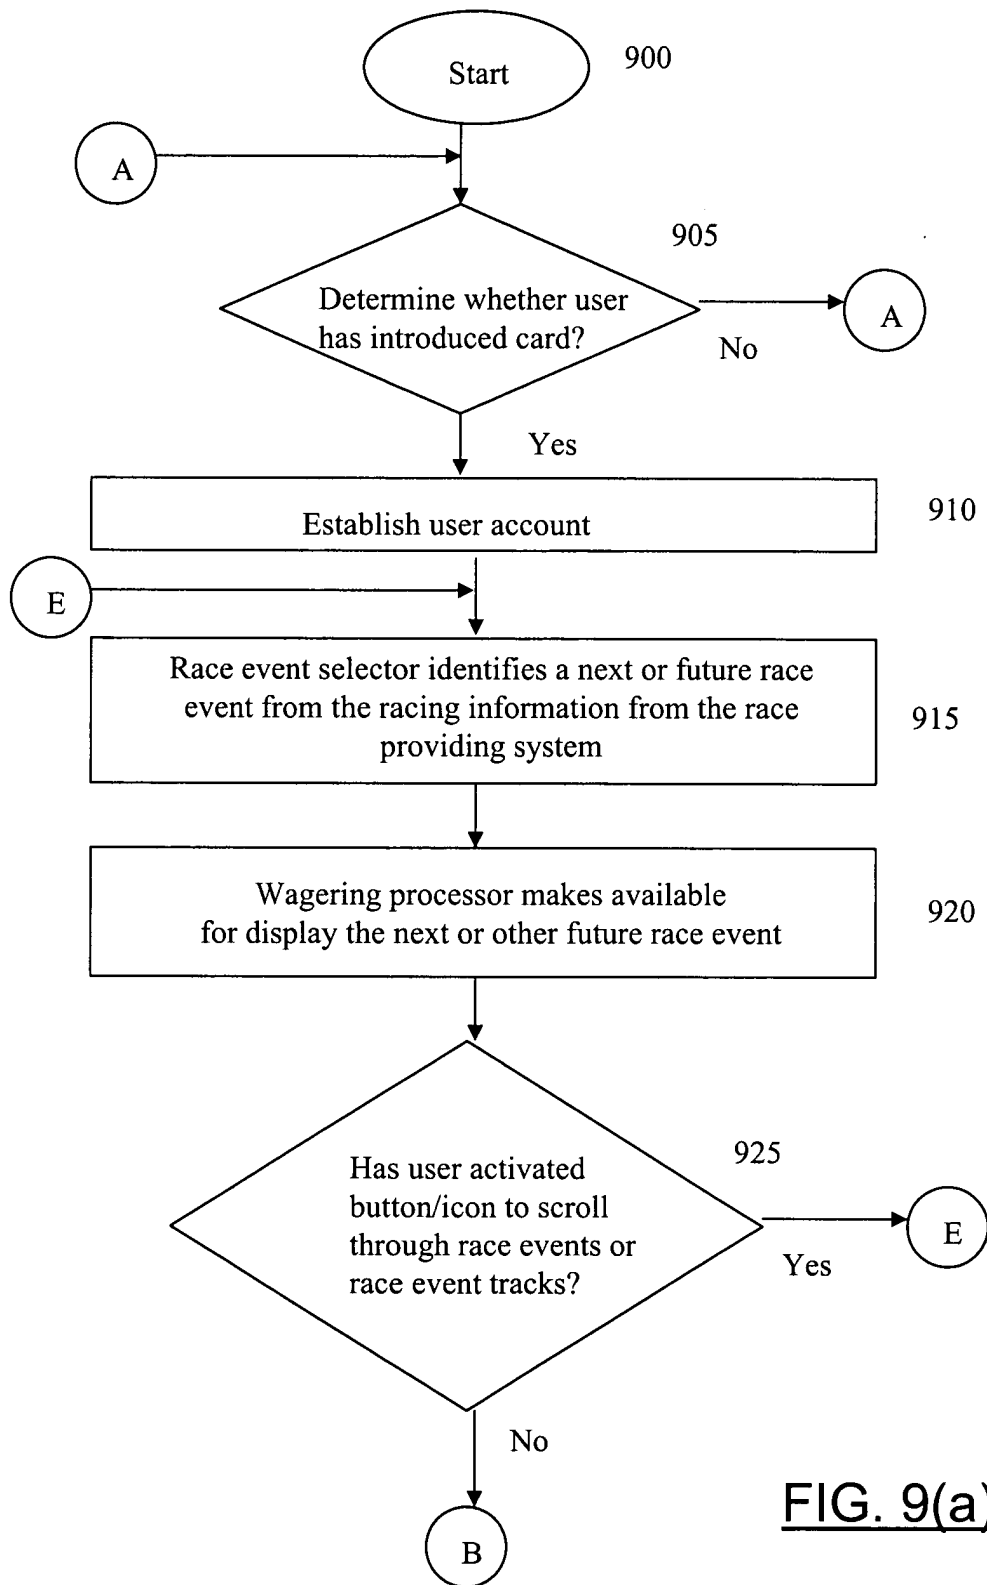 Start
900
A
905
Determine whether user
has introduced card?
A
No
Yes
Establish user account
910
E
Race event selector identifies a next or future race
event from the racing information from the race
providing system
915
Wagering processor makes available
for display the next or other future race event
920
925
Has user activated
button/icon to scroll
through race events or
race event tracks?
E
Yes
No
B
FIG. 9(a)